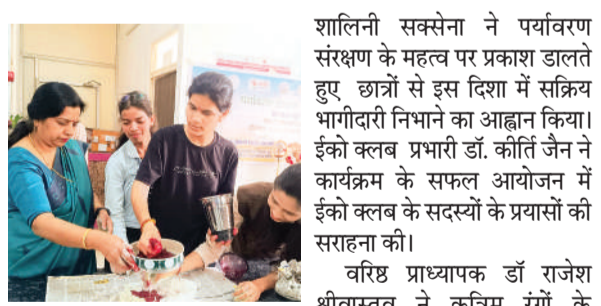 शालिनी सक्सेना ने पर्यावरण
संरक्षण के महत्व पर प्रकाश डालते
हुए छात्रों से इस दिशा में सक्रिय
भागीदारी निभाने का आह्वान किया।
ईको क्लब प्रभारी डॉ. कीर्ति जैन ने
कार्यक्रम के सफल आयोजन में
ईको क्लब के सदस्यों के प्रयासों की
सराहना की।
वरिष्ठ प्राध्यापक डॉ राजेश
श्रीवास्तव ने कृत्रिम रंगों के